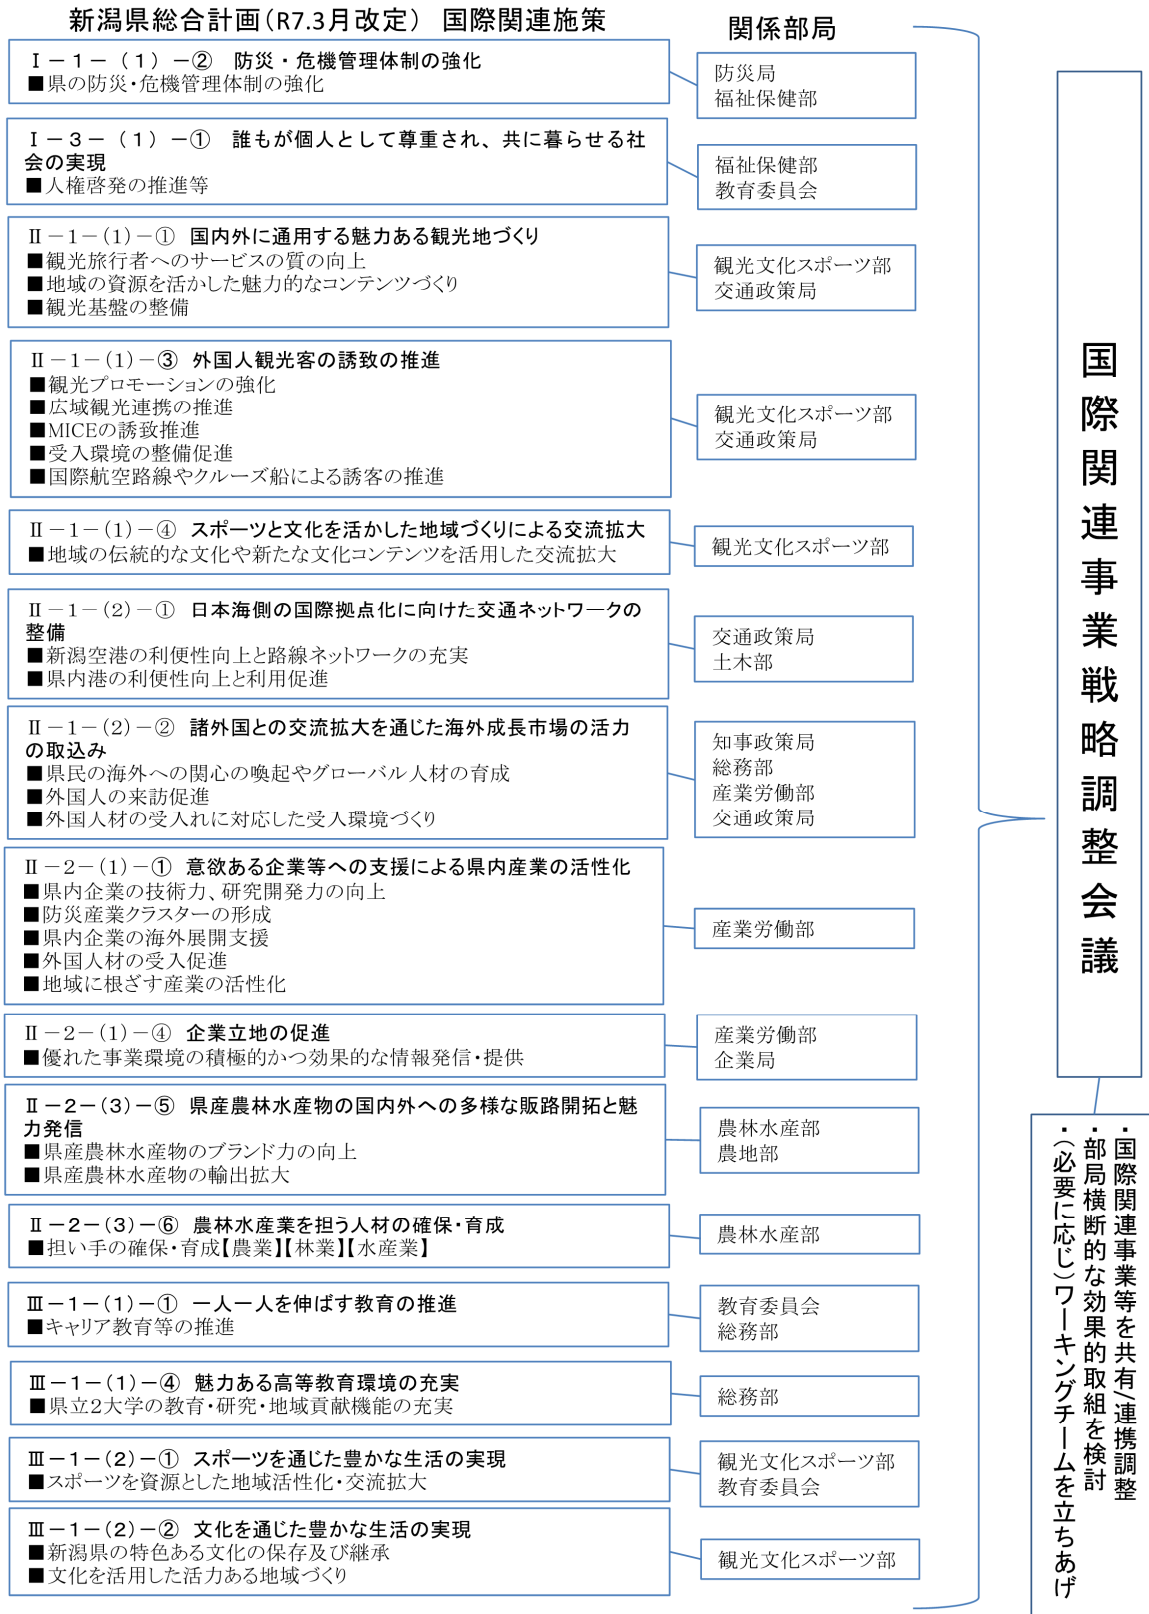 新潟県総合計画（R7.3月改定） 国際関連施策
関係部局
Ⅰ－１－（１）－②　防災・危機管理体制の強化
■県の防災・危機管理体制の強化
防災局
福祉保健部
Ⅰ－３－（１）－①　誰もが個人として尊重され、共に暮らせる社
会の実現
■人権啓発の推進等
福祉保健部
教育委員会
Ⅱ－1－(1)－① 国内外に通用する魅力ある観光地づくり
■観光旅行者へのサービスの質の向上
■地域の資源を活かした魅力的なコンテンツづくり
■観光基盤の整備
観光文化スポーツ部
交通政策局
Ⅱ－1－(1)－③ 外国人観光客の誘致の推進
■観光プロモーションの強化
■広域観光連携の推進
■MICEの誘致推進
■受入環境の整備促進
■国際航空路線やクルーズ船による誘客の推進
観光文化スポーツ部
交通政策局
Ⅱ－1－(1)－④ スポーツと文化を活かした地域づくりによる交流拡大
■地域の伝統的な文化や新たな文化コンテンツを活用した交流拡大
観光文化スポーツ部
Ⅱ－1－(2)－① 日本海側の国際拠点化に向けた交通ネットワークの
整備
■新潟空港の利便性向上と路線ネットワークの充実
■県内港の利便性向上と利用促進
交通政策局
土木部
Ⅱ－1－(2)－② 諸外国との交流拡大を通じた海外成長市場の活力
の取込み
■県民の海外への関心の喚起やグローバル人材の育成
■外国人の来訪促進
■外国人材の受入れに対応した受入環境づくり
知事政策局
総務部
産業労働部
交通政策局
Ⅱ－2－(1)－① 意欲ある企業等への支援による県内産業の活性化
■県内企業の技術力、研究開発力の向上
■防災産業クラスターの形成
■県内企業の海外展開支援
■外国人材の受入促進
■地域に根ざす産業の活性化
産業労働部
Ⅱ－2－(1)－④ 企業立地の促進
■優れた事業環境の積極的かつ効果的な情報発信・提供
産業労働部
企業局
Ⅱ－2－(3)－⑤ 県産農林水産物の国内外への多様な販路開拓と魅
力発信
■県産農林水産物のブランド力の向上
■県産農林水産物の輸出拡大
農林水産部
農地部
Ⅱ－2－(3)－⑥ 農林水産業を担う人材の確保・育成
■担い手の確保・育成【農業】【林業】【水産業】
農林水産部
Ⅲ－1－(1)－① 一人一人を伸ばす教育の推進
■キャリア教育等の推進
教育委員会
総務部
Ⅲ－1－(1)－④ 魅力ある高等教育環境の充実
■県立2大学の教育・研究・地域貢献機能の充実
総務部
Ⅲ－1－(2)－① スポーツを通じた豊かな生活の実現
■スポーツを資源とした地域活性化・交流拡大
観光文化スポーツ部
教育委員会
Ⅲ－1－(2)－② 文化を通じた豊かな生活の実現
■新潟県の特色ある文化の保存及び継承
■文化を活用した活力ある地域づくり
観光文化スポーツ部
国際関連事業戦略調整会議
・国際関連事業等を共有/連携調整
・部局横断的な効果的取組を検討
・（必要に応じ）ワーキングチームを立ちあげ